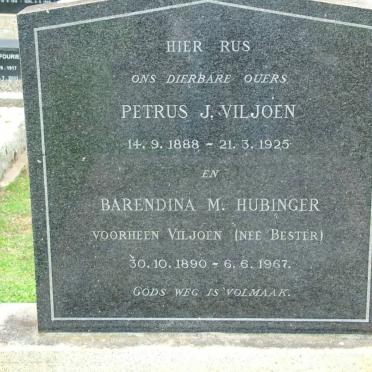 HIER RUS
ONS DIERBARE OUERS
PETRUS J. VILJOEN
14.9.1888 - 21.3.1925
EN
BARENDINA M. HUBINGER
VOORHEEN VILJOEN (NEE BESTER)
30.10.1890 - 6.6.1967.
GODS WEG IS VOLMAAK.
FOURIE